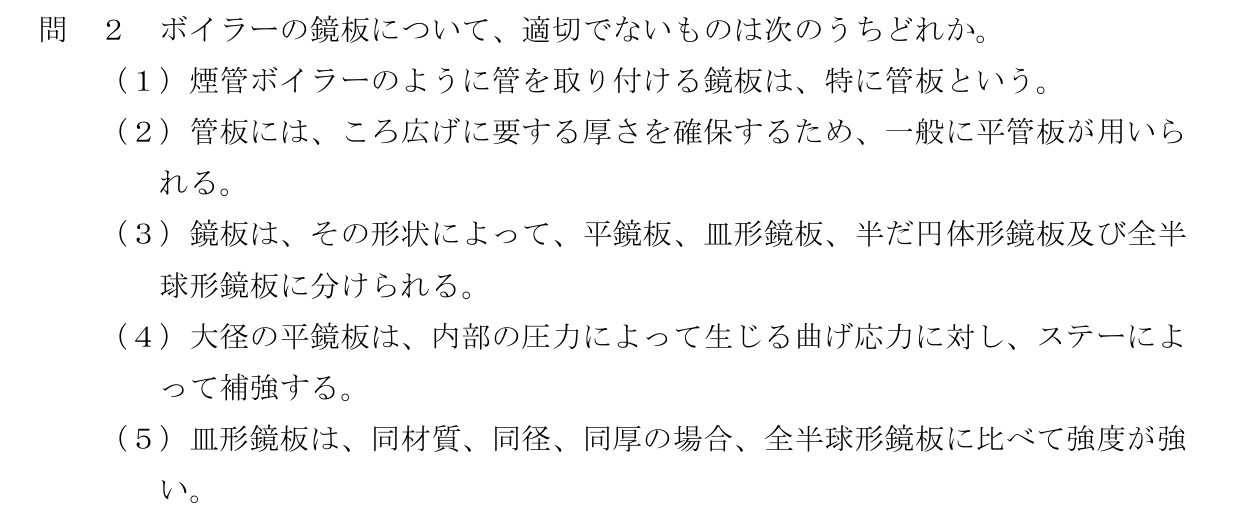 問　２　ボイラーの鏡板について、適切でないものは次のうちどれか。
（１）煙管ボイラーのように管を取り付ける鏡板は、特に管板という。
（２）管板には、ころ広げに要する厚さを確保するため、一般に平管板が用いら
れる。
（３）鏡板は、その形状によって、平鏡板、皿形鏡板、半だ円体形鏡板及び全半
球形鏡板に分けられる。
（４）大径の平鏡板は、内部の圧力によって生じる曲げ応力に対し、ステーによ
って補強する。
（５）皿形鏡板は、同材質、同径、同厚の場合、全半球形鏡板に比べて強度が強
い。